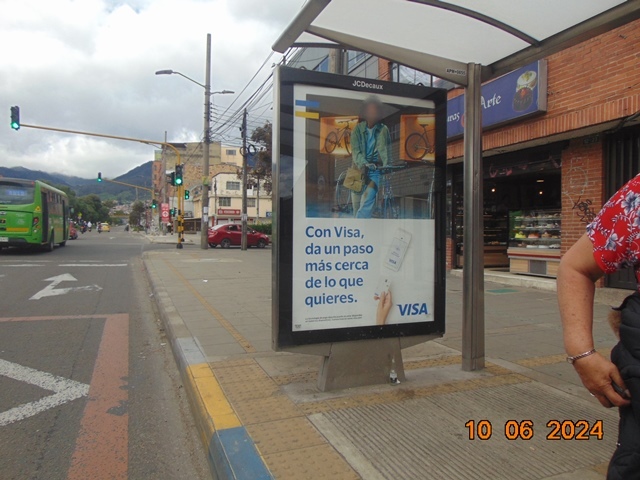 JCDecaux
Con Visa,
da un paso
más cerca
de lo que
quieres.
VISA
Arte
10 06 2024